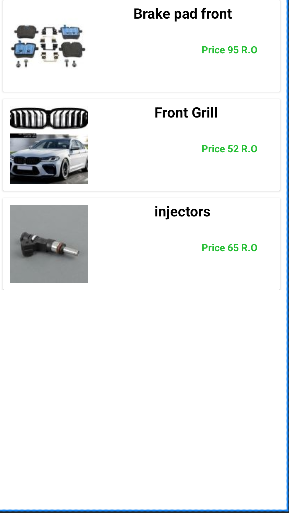 Brake pad front
Price 95 R.O
Front Grill
Price 52 R.O
injectors
Price 65 R.O